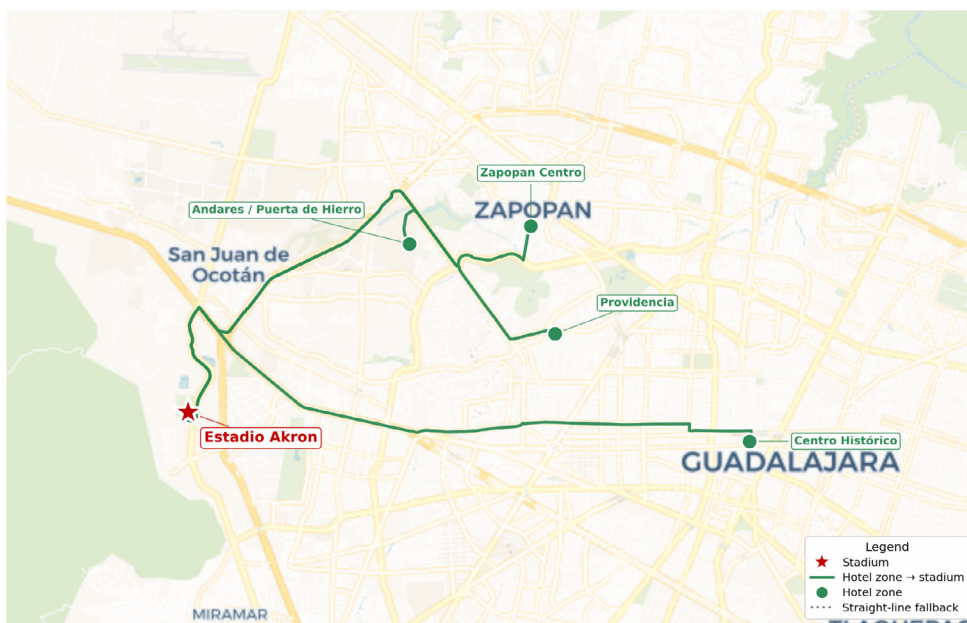 Zapopan Centro
ZAPOPAN
Andares / Puerta de Hierro
San Juan de
Ocotán
Providencia
Estadio Akron
Centro Histórico
GUADALAJARA
Legend
Stadium
Hotel zone → stadium
Hotel zone
Straight-line fallback
MIRAMAR